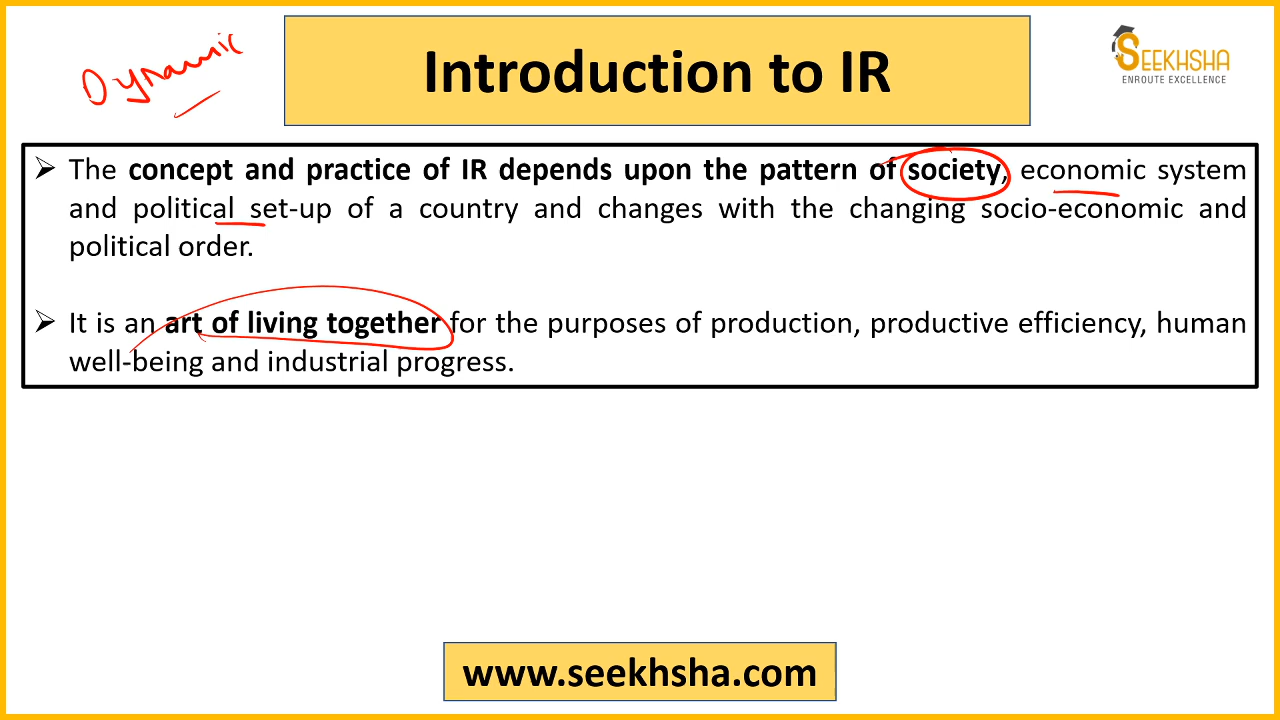 Dynamic
Introduction to IR
SEEKHSHA
ENROUTE EXCELLENCE
➢ The concept and practice of IR depends upon the pattern of society, economic system
and political set-up of a country and changes with the changing socio-economic and
political order.
➢ It is an art of living together for the purposes of production, productive efficiency, human
well-being and industrial progress.
www.seekhsha.com